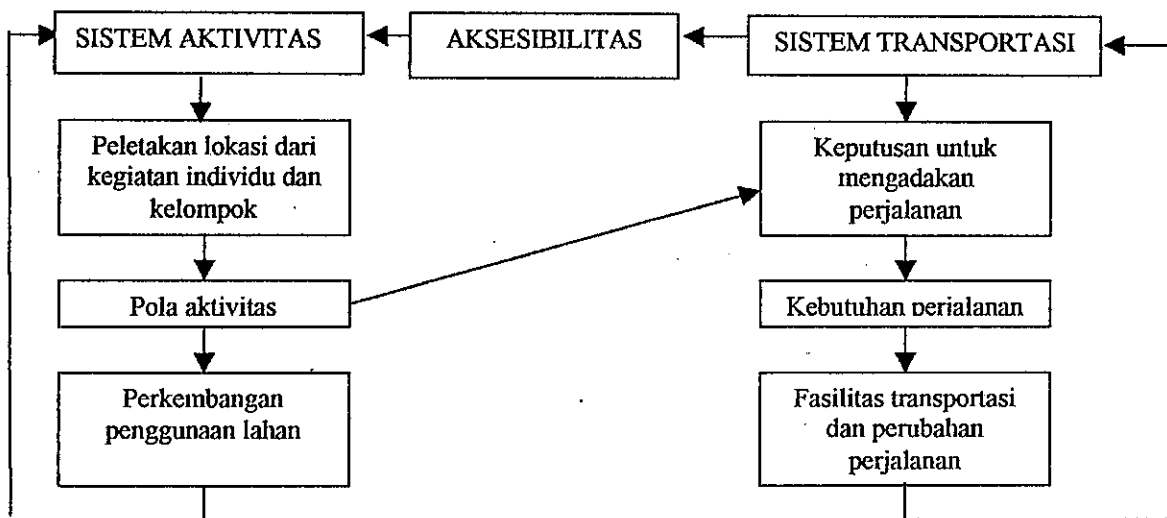 SISTEM AKTIVITAS
AKSESIBILITAS
SISTEM TRANSPORTASI
Peletakan lokasi dari
kegiatan individu dan
kelompok
Keputusan untuk
mengadakan
perjalanan
Pola aktivitas
Kebutuhan perjalanan
Perkembangan
penggunaan lahan
Fasilitas transportasi
dan perubahan
perjalanan